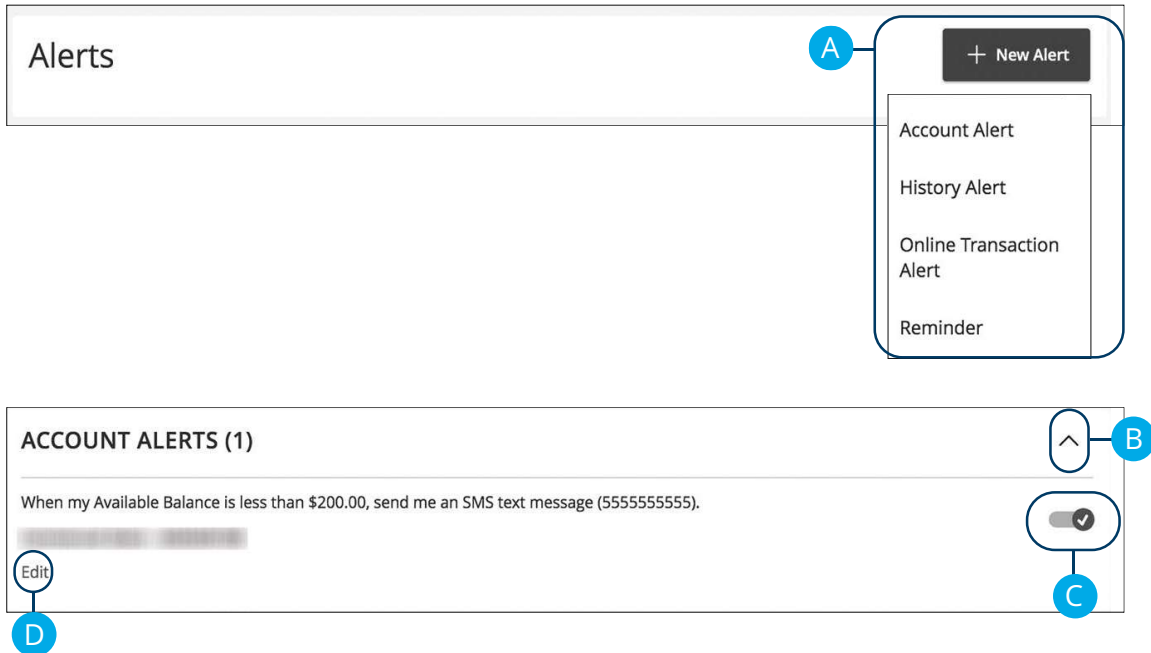 Alerts
A
New Alert
Account Alert
History Alert
Online Transaction
Alert
Reminder
ACCOUNT ALERTS (1)
B
When my Available Balance is less than $200.00, send me an SMS text message (5555555555).
Edit
C
D